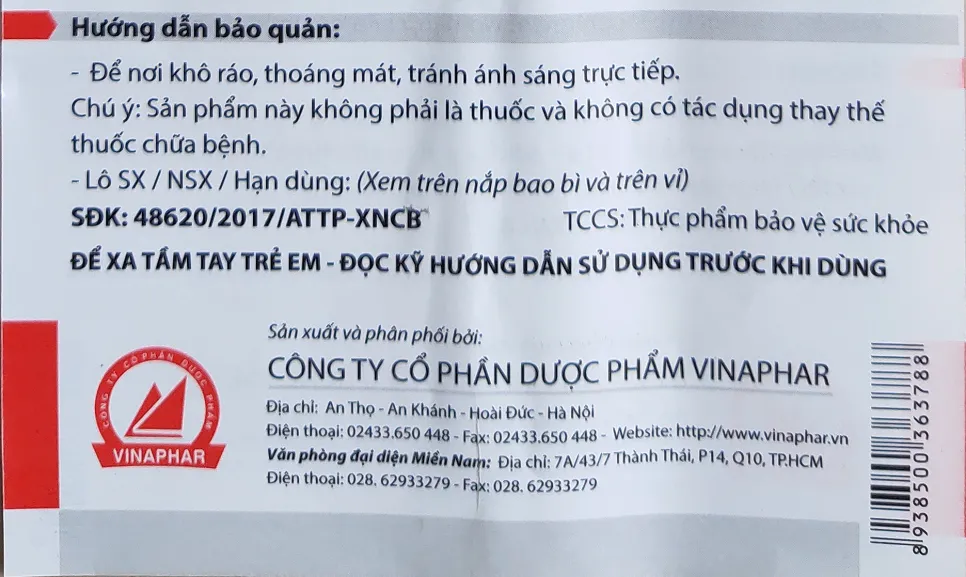 Hướng dẫn bảo quản:
- Để nơi khô ráo, thoáng mát, tránh ánh sáng trực tiếp.
Chú ý: Sản phẩm này không phải là thuốc và không có tác dụng thay thế
thuốc chữa bệnh.
- Lô SX / NSX / Hạn dùng: (Xem trên nắp bao bì và trên vỉ)
SĐK: 48620/2017/ATTP-XNCB TCCS: Thực phẩm bảo vệ sức khỏe
ĐỂ XA TẦM TAY TRẺ EM - ĐỌC KỸ HƯỚNG DẪN SỬ DỤNG TRƯỚC KHI DÙNG
CÔNG TY CỔ PHẦN DƯỢC PHẨM
VINAPHAR
Sản xuất và phân phối bởi:
CÔNG TY CỔ PHẦN DƯỢC PHẨM VINAPHAR
Địa chỉ: An Thọ - An Khánh - Hoài Đức - Hà Nội
Điện thoại: 02433.650 448 - Fax: 02433.650 448 - Website: http://www.vinaphar.vn
Văn phòng đại diện Miền Nam: Địa chỉ: 7A/43/7 Thành Thái, P14, Q10, TP.HCM
Điện thoại: 028. 62933279 - Fax: 028. 62933279
8938500363788